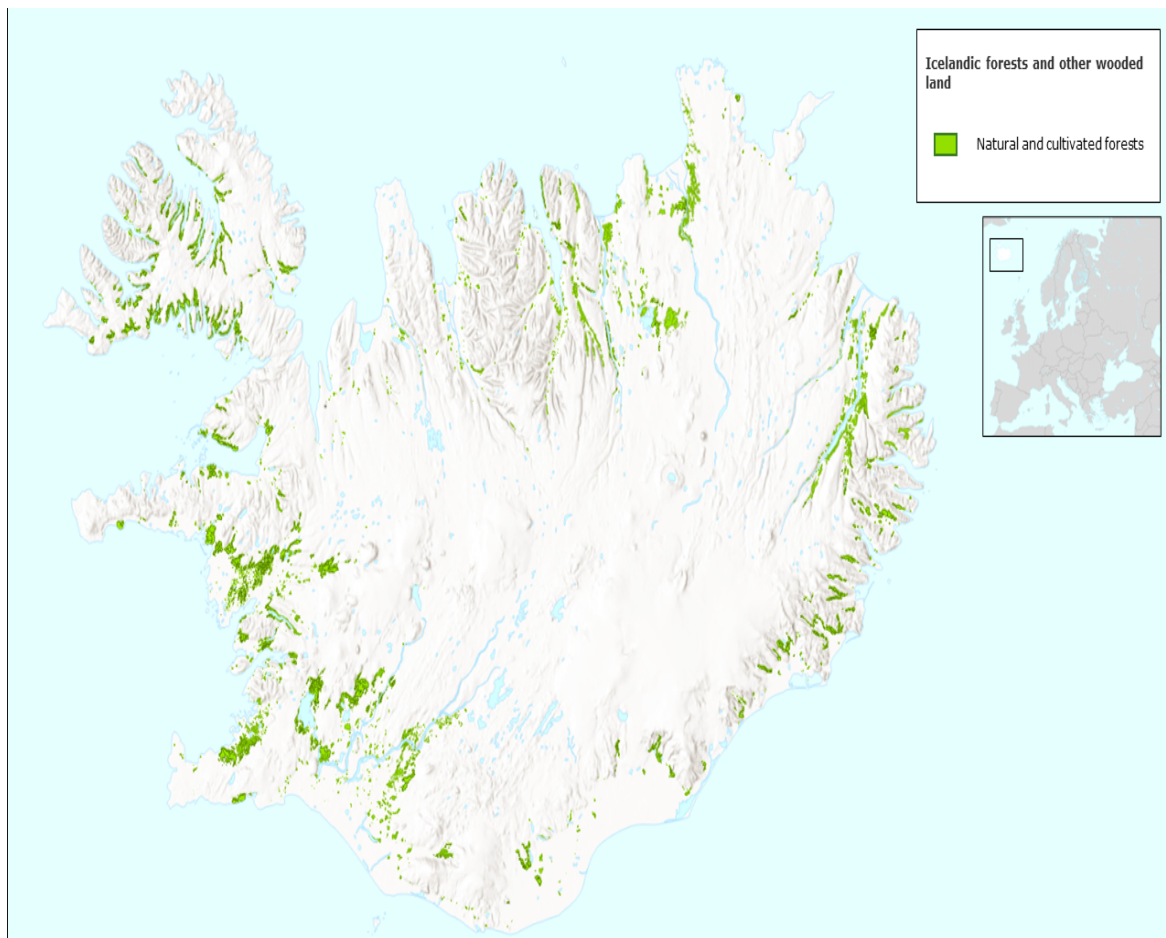 Icelandic forests and other wooded
land
Natural and cultivated forests